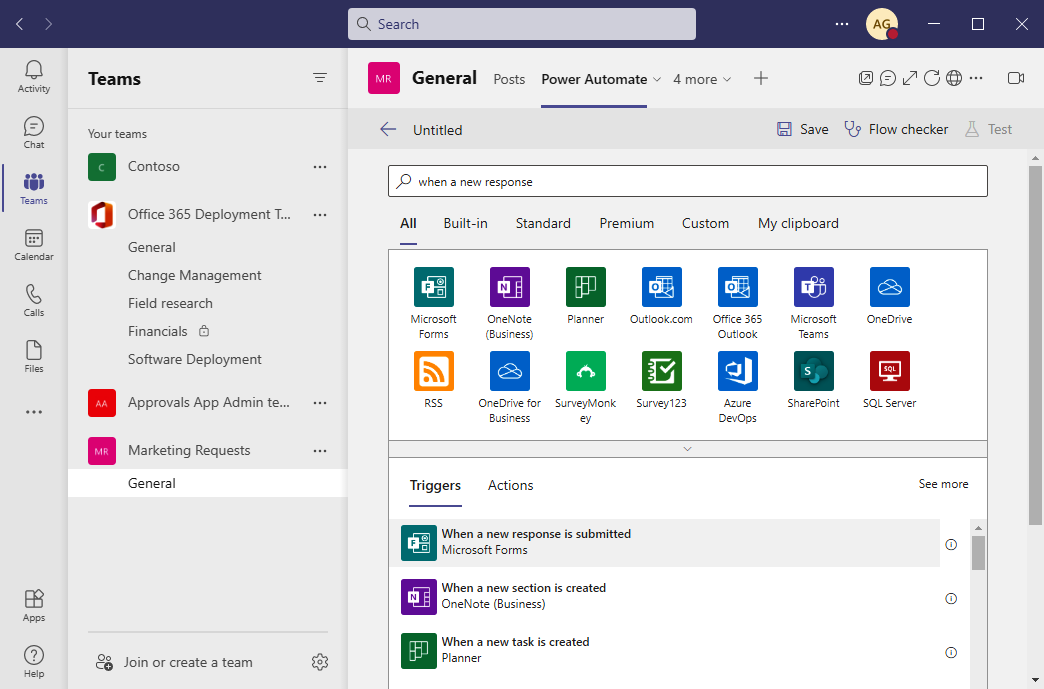 Search
AG
Activity
Chat
Teams
Calendar
Calls
Files
Apps
Help
Teams
Your teams
C
Contoso
Office 365 Deployment T...
General
Change Management
Field research
Financials
Software Deployment
AA
Approvals App Admin te...
MR
Marketing Requests
General
Join or create a team
MR
General
Posts
Power Automate
4 more
Untitled
Save
Flow checker
Test
when a new response
All
Built-in
Standard
Premium
Custom
My clipboard
Microsoft
Forms
OneNote
(Business)
Planner
Outlook.com
Office 365
Outlook
Microsoft
Teams
OneDrive
RSS
OneDrive for
Business
SurveyMonk
ey
Survey123
Azure
DevOps
SharePoint
SQL
SQL Server
Triggers
Actions
See more
When a new response is submitted
Microsoft Forms
When a new section is created
OneNote (Business)
When a new task is created
Planner